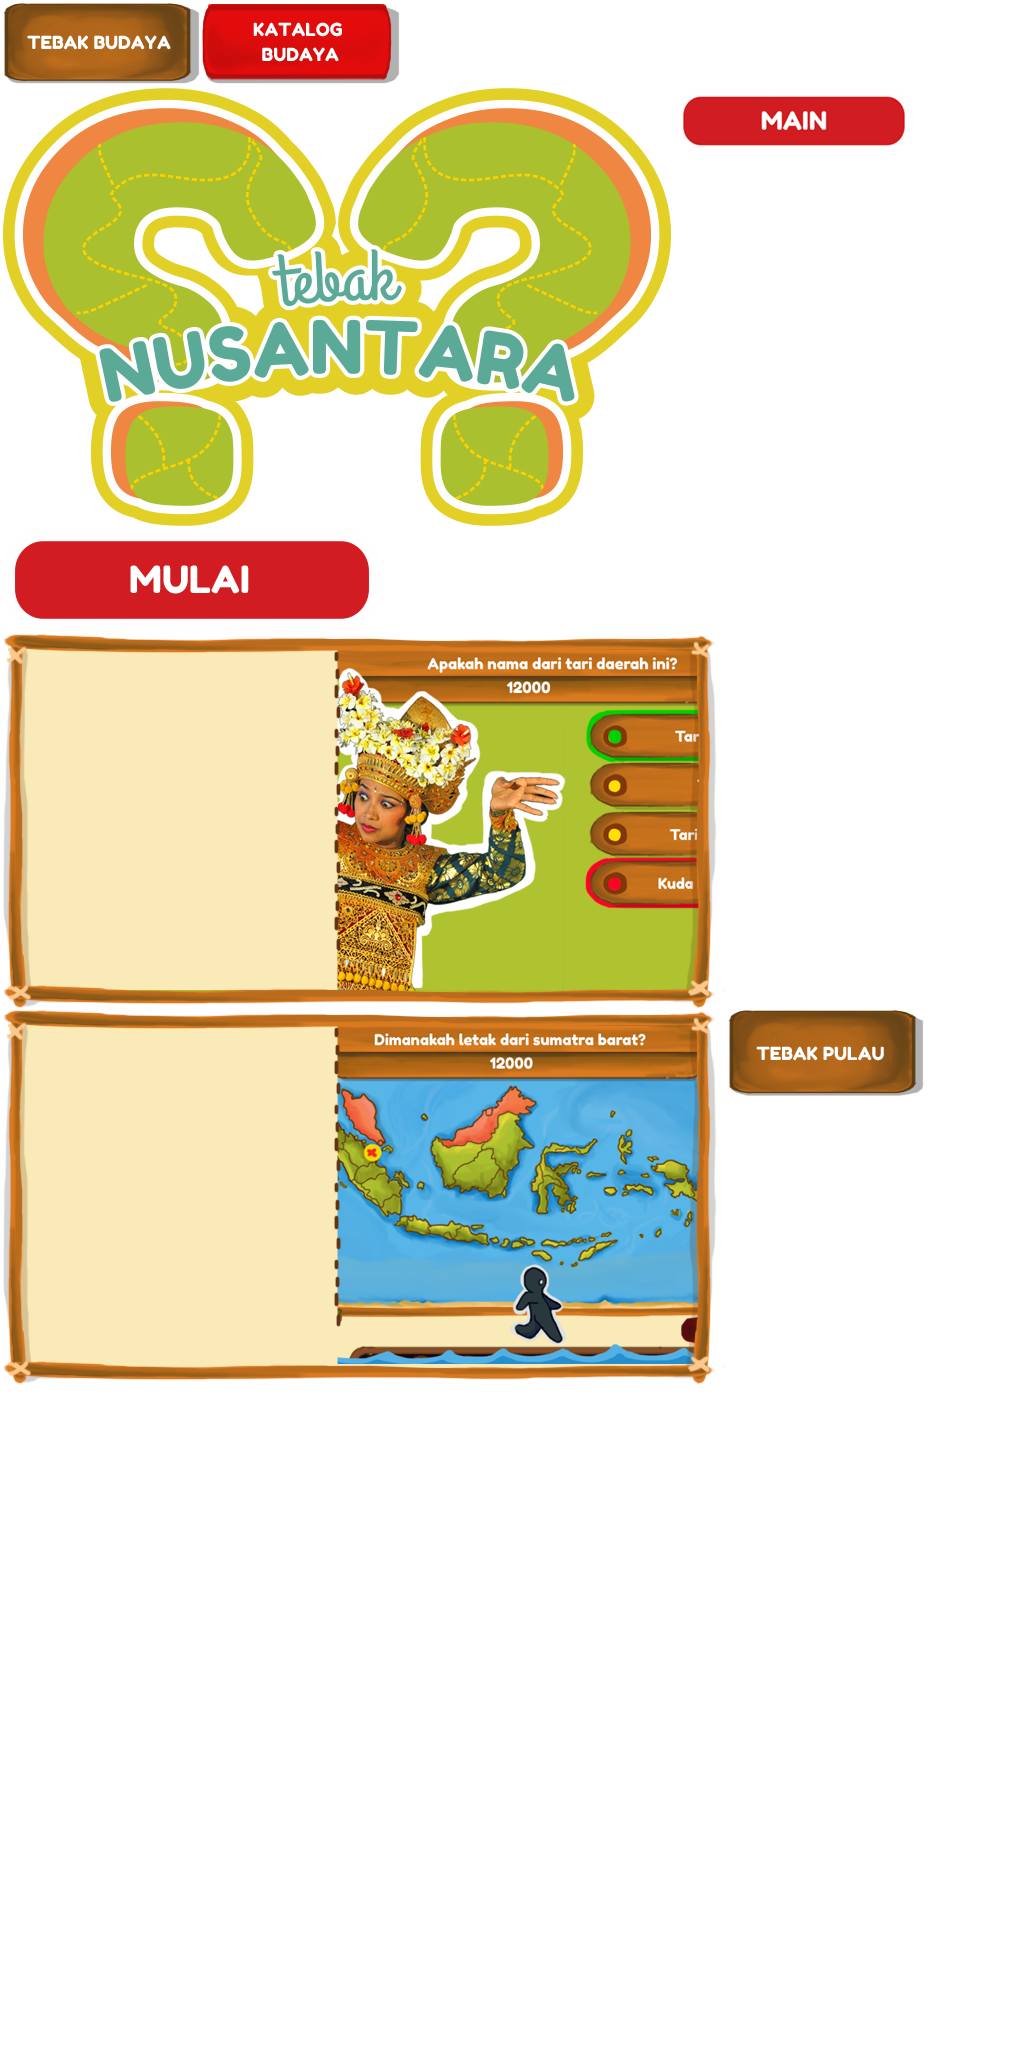 TEBAK BUDAYA
KATALOG
BUDAYA
MAIN
tebak
NUSANTARA
MULAI
Apakah nama dari tari daerah ini?
12000
Tari
Kuda
Dimanakah letak dari sumatra barat?
12000
TEBAK PULAU